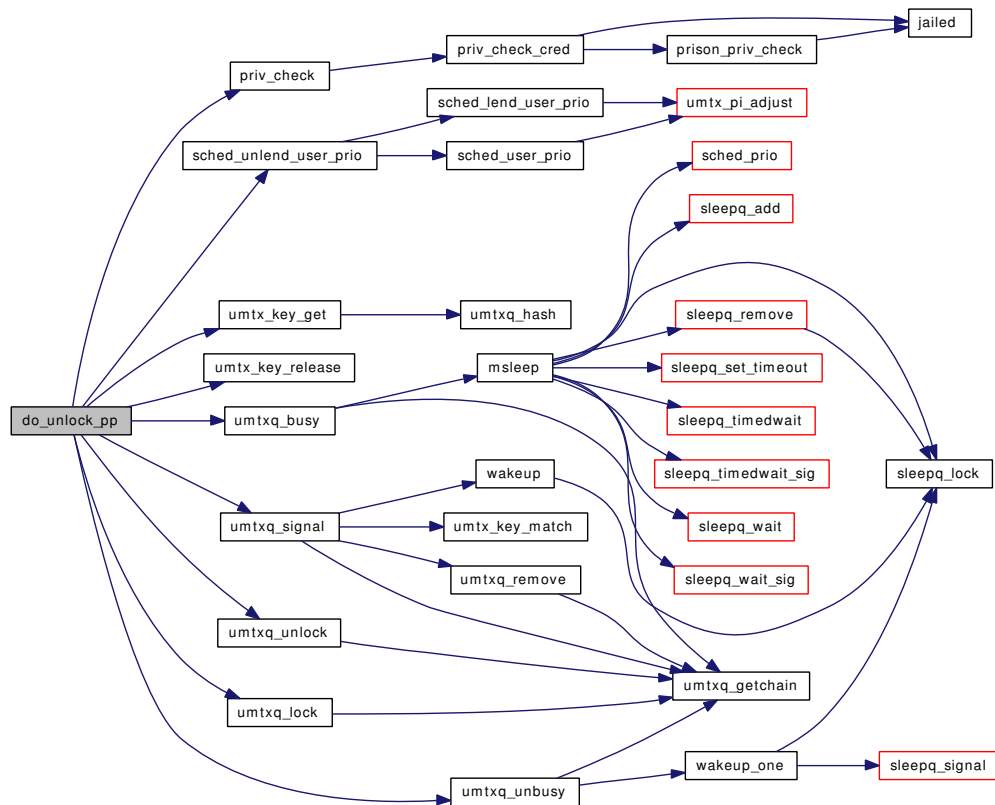 jailed
priv_check_cred
prison_priv_check
priv_check
sched_lend_user_prio
umtx_pi_adjust
sched_unlend_user_prio
sched_user_prio
sched_prio
sleepq_add
umtx_key_get
umtxq_hash
sleepq_remove
umtx_key_release
msleep
sleepq_set_timeout
do_unlock_pp
umtxq_busy
sleepq_timedwait
wakeup
sleepq_timedwait_sig
sleepq_lock
umtxq_signal
umtx_key_match
sleepq_wait
umtxq_remove
sleepq_wait_sig
umtxq_unlock
umtxq_getchain
umtxq_lock
wakeup_one
sleepq_signal
umtxq_unbusy